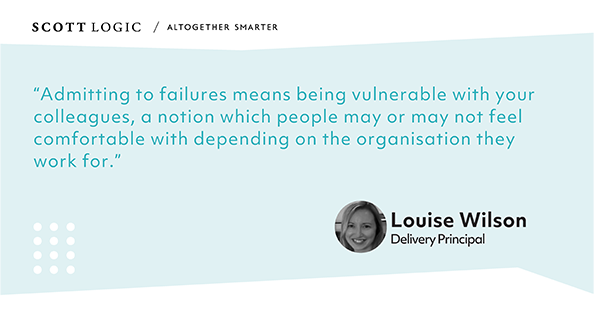 SCOTT LOGIC / ALTOGETHER SMARTER
“Admitting to failures means being vulnerable with your
colleagues, a notion which people may or may not feel
comfortable with depending on the organisation they
work for.”
Louise Wilson
Delivery Principal